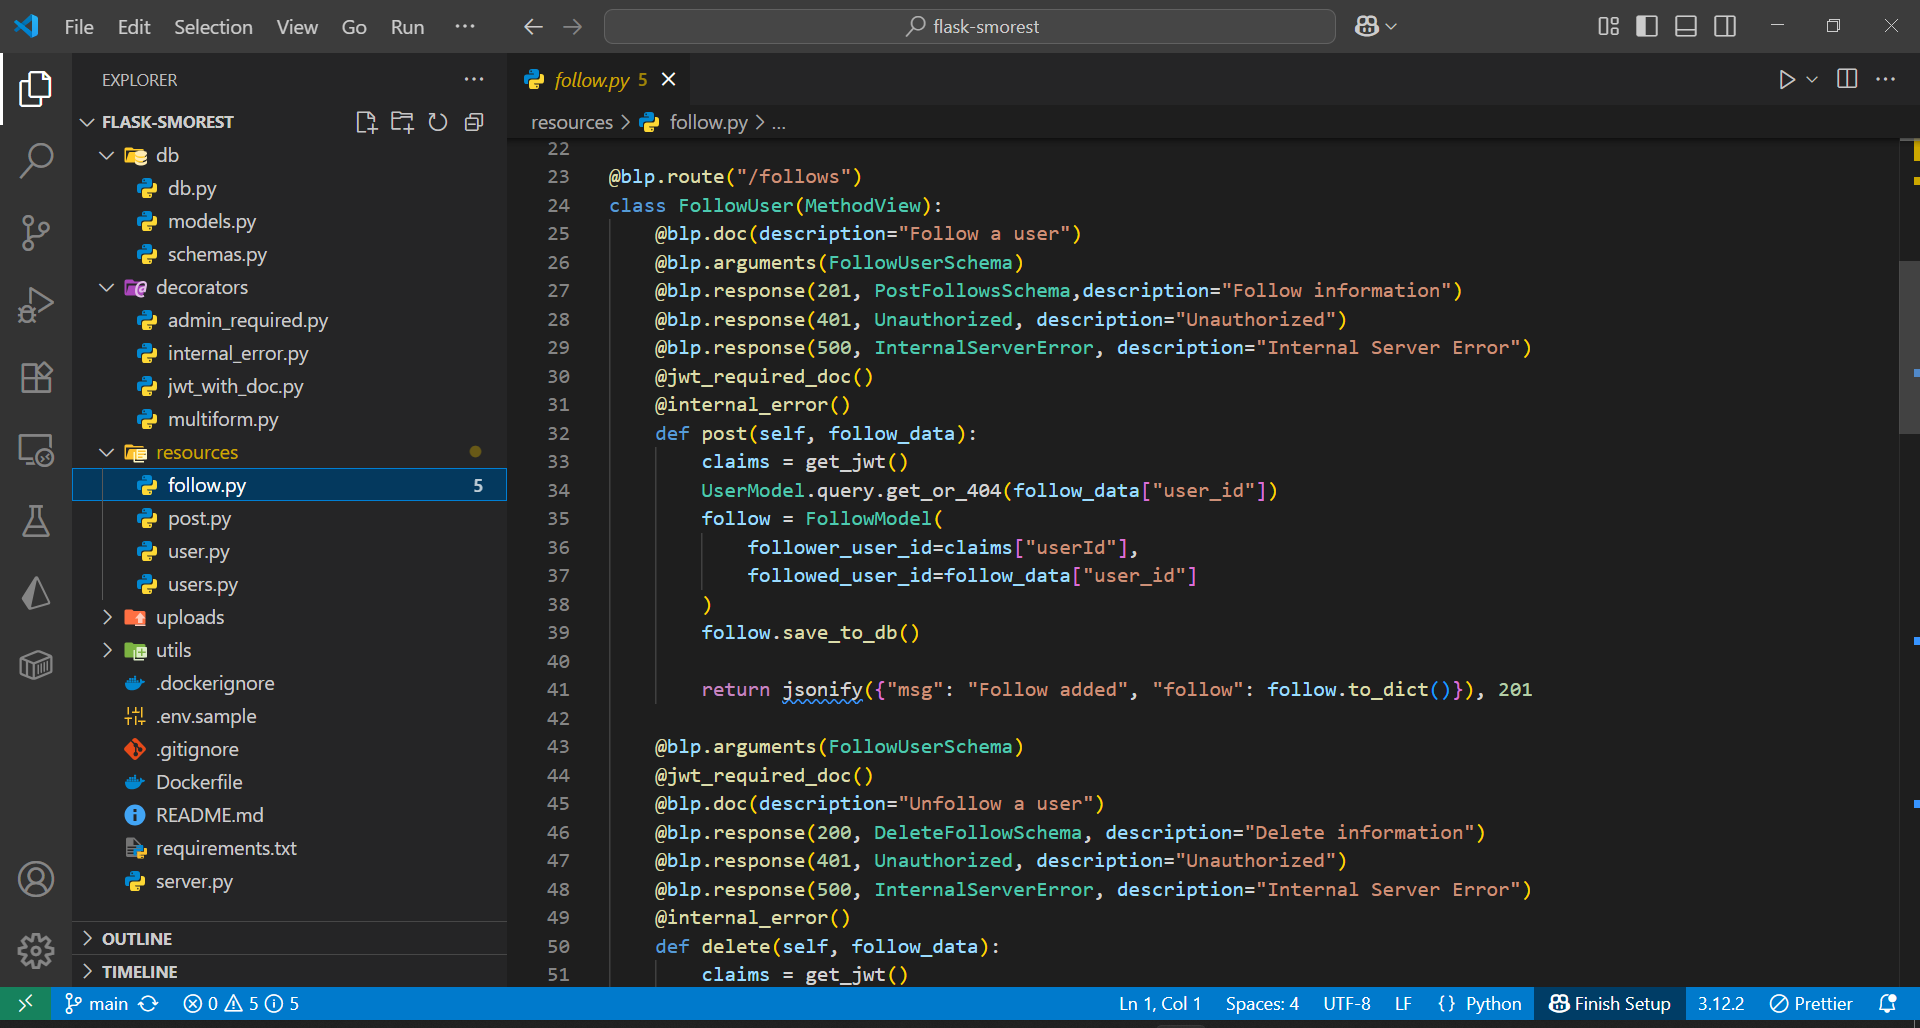 File Edit Selection View Go Run ...
flask-smorest
EXPLORER
FLASK-SMOREST
db
db.py
models.py
schemas.py
decorators
admin_required.py
internal_error.py
jwt_with_doc.py
multiform.py
resources
follow.py 5
post.py
user.py
users.py
uploads
utils
.dockerignore
.env.sample
.gitignore
Dockerfile
README.md
requirements.txt
server.py
OUTLINE
TIMELINE
follow.py 5
resources > follow.py > ...
22
23 @blp.route("/follows")
24 class FollowUser(MethodView):
25     @blp.doc(description="Follow a user")
26     @blp.arguments(FollowUserSchema)
27     @blp.response(201, PostFollowsSchema,description="Follow information")
28     @blp.response(401, Unauthorized, description="Unauthorized")
29     @blp.response(500, InternalServerError, description="Internal Server Error")
30     @jwt_required_doc()
31     @internal_error()
32     def post(self, follow_data):
33         claims = get_jwt()
34         UserModel.query.get_or_404(follow_data["user_id"])
35         follow = FollowModel(
36             follower_user_id=claims["userId"],
37             followed_user_id=follow_data["user_id"]
38         )
39         follow.save_to_db()
40
41         return jsonify({"msg": "Follow added", "follow": follow.to_dict()}), 201
42
43     @blp.arguments(FollowUserSchema)
44     @jwt_required_doc()
45     @blp.doc(description="Unfollow a user")
46     @blp.response(200, DeleteFollowSchema, description="Delete information")
47     @blp.response(401, Unauthorized, description="Unauthorized")
48     @blp.response(500, InternalServerError, description="Internal Server Error")
49     @internal_error()
50     def delete(self, follow_data):
51         claims = get_jwt()
main 0 5 5 Ln 1, Col 1 Spaces: 4 UTF-8 LF {} Python Finish Setup 3.12.2 Prettier